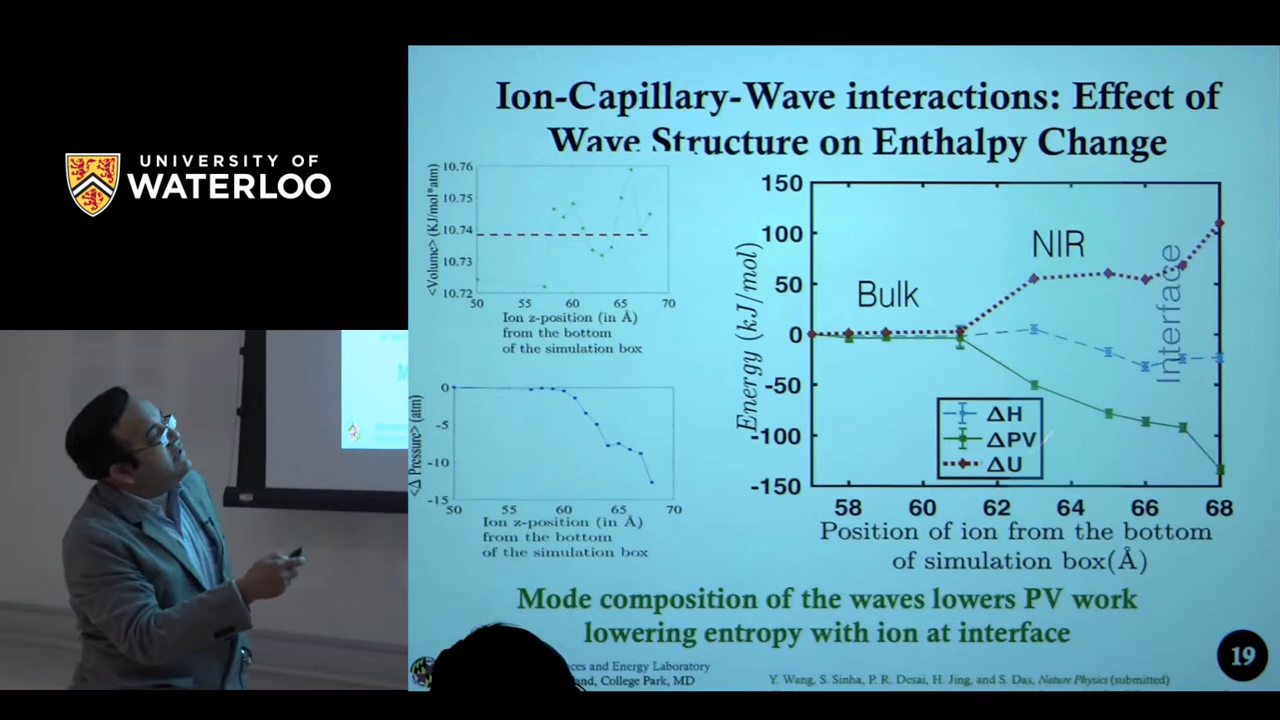 UNIVERSITY OF
WATERLOO
Ion-Capillary-Wave interactions: Effect of
Wave Structure on Enthalpy Change
<Volume> (KJ/mol*atm)
10.76
10.75
10.74
10.73
10.72
50
55
60
65
70
Ion z-position (in Å)
from the bottom
of the simulation box
<Δ Pressure> (atm)
0
-5
-10
-15
50
55
60
65
70
Ion z-position (in Å)
from the bottom
of the simulation box
Energy (kJ/mol)
150
100
50
0
-50
-100
-150
Bulk
NIR
Interface
ΔH
ΔPV
ΔU
58
60
62
64
66
68
Position of ion from the bottom
of simulation box(Å)
Mode composition of the waves lowers PV work
lowering entropy with ion at interface
and Energy Laboratory
College Park, MD
Y. Wang, S. Sinha, P. R. Desai, H. Jing, and S. Das, Nature Physics (submitted)
19